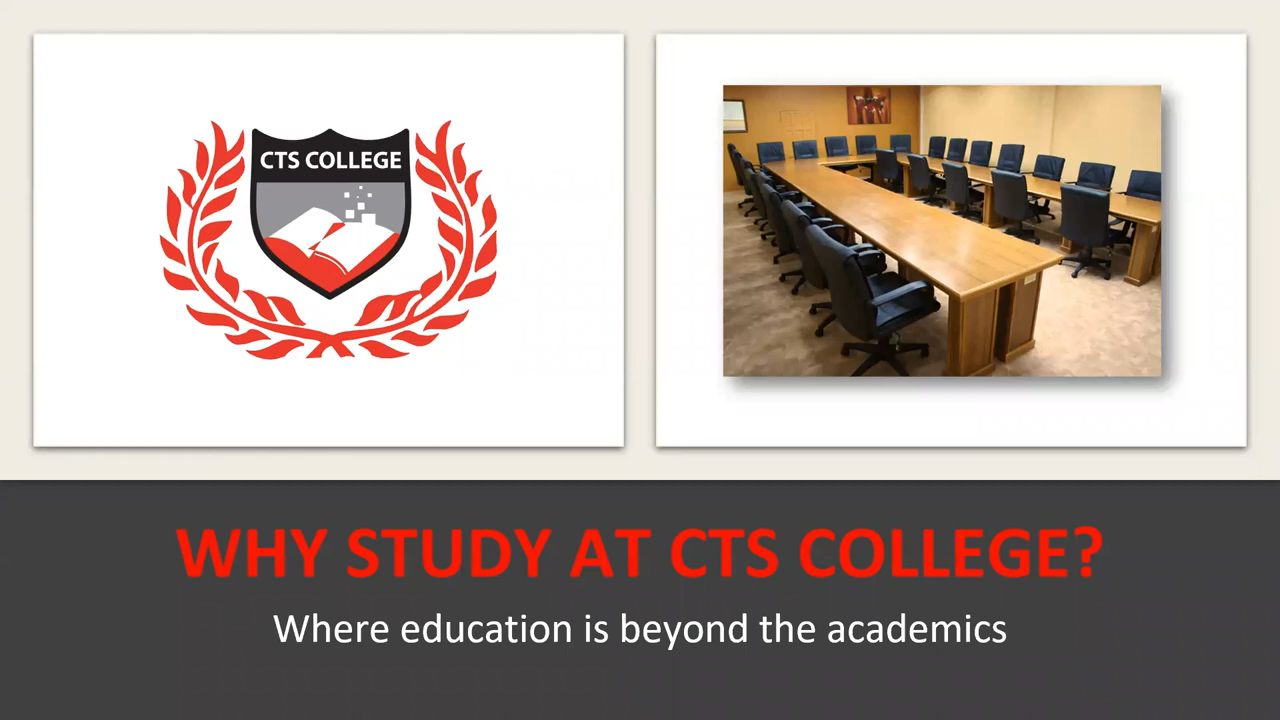 CTS COLLEGE
WHY STUDY AT CTS COLLEGE?
Where education is beyond the academics